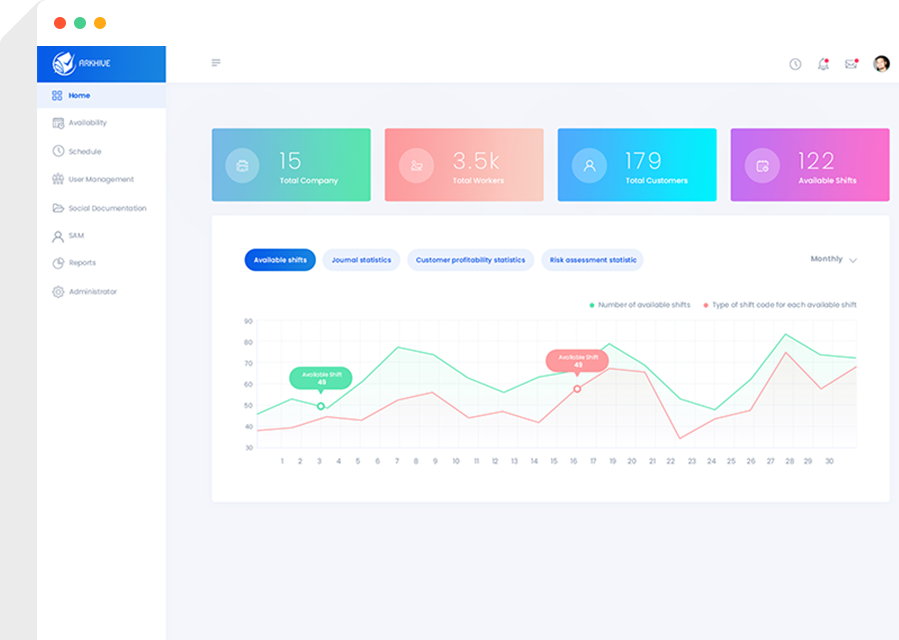 ARKHIVE
Home
Availability
Schedule
User Management
Social Documentation
SAM
Reports
Administrator
15
Total Company
3.5k
Total Workers
179
Total Customers
122
Available Shifts
Available shifts
Journal statistics
Customer profitability statistics
Risk assessment statistic
Monthly
Number of available shifts
Type of shift code for each available shift
90
80
70
60
50
40
30
Available Shift
49
Available Shift
49
1 2 3 4 5 6 7 8 9 10 11 12 13 14 15 16 17 19 20 21 22 23 24 25 26 27 28 29 30